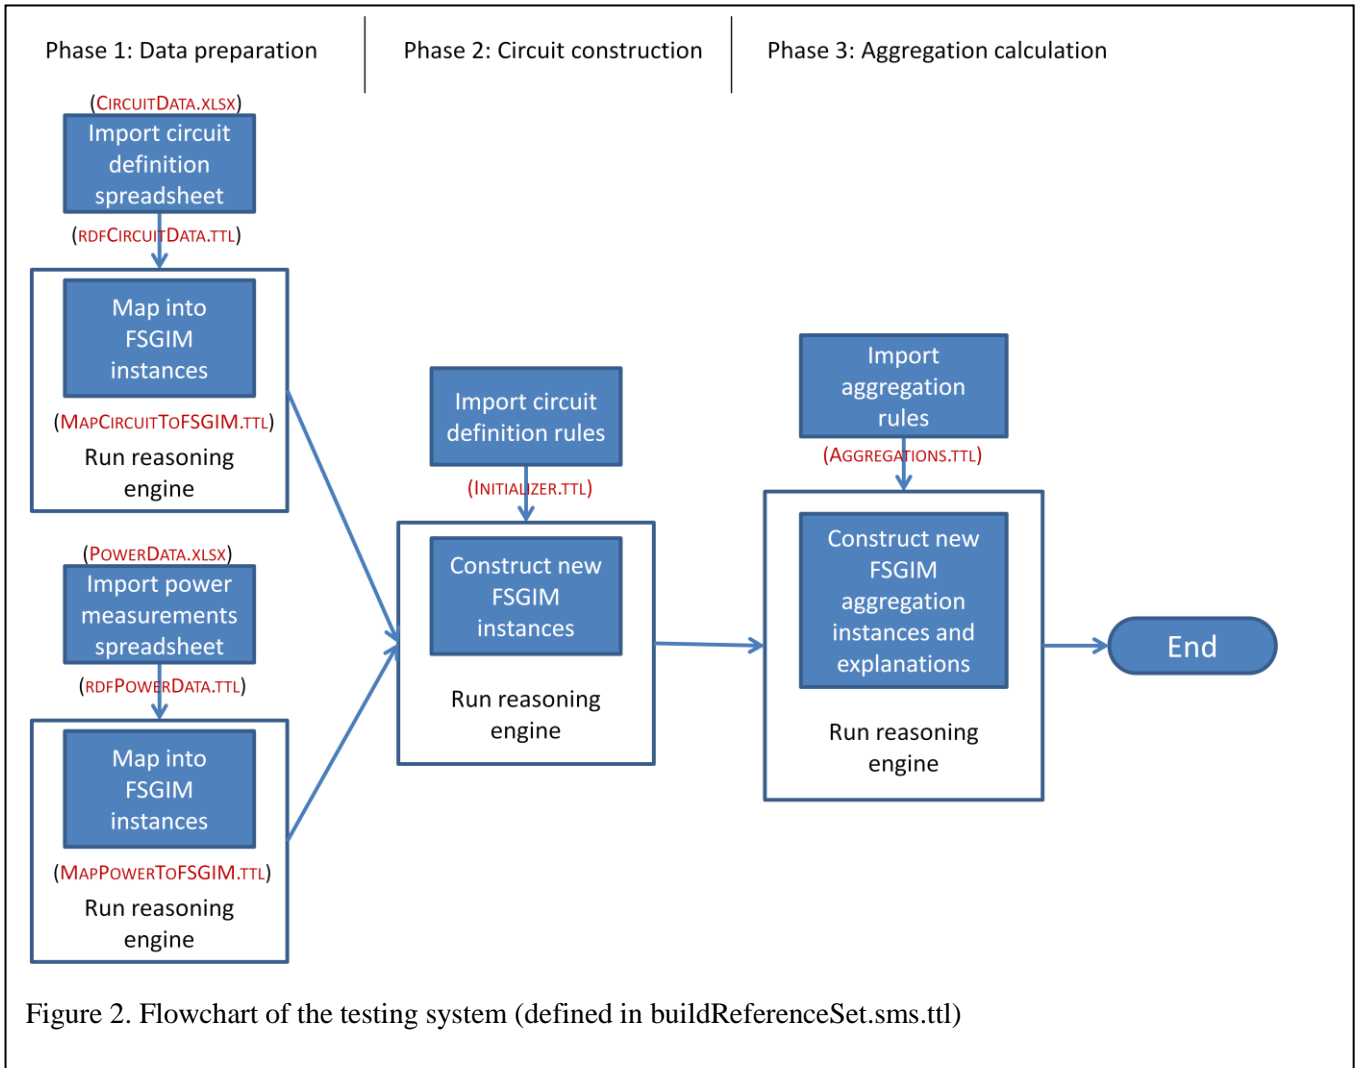 Phase 1: Data preparation
Phase 2: Circuit construction
Phase 3: Aggregation calculation
(CircuitData.xlsx)
Import circuit
definition
spreadsheet
(rdfCircuitData.ttl)
Map into
FSGIM
instances
(MapCircuitToFSGIM.ttl)
Run reasoning
engine
(PowerData.xlsx)
Import power
measurements
spreadsheet
(rdfPowerData.ttl)
Map into
FSGIM
instances
(MapPowerToFSGIM.ttl)
Run reasoning
engine
Import circuit
definition rules
(Initializer.ttl)
Construct new
FSGIM
instances
Run reasoning
engine
Import
aggregation
rules
(Aggregations.ttl)
Construct new
FSGIM
aggregation
instances and
explanations
Run reasoning
engine
End
Figure 2. Flowchart of the testing system (defined in buildReferenceSet.sms.ttl)